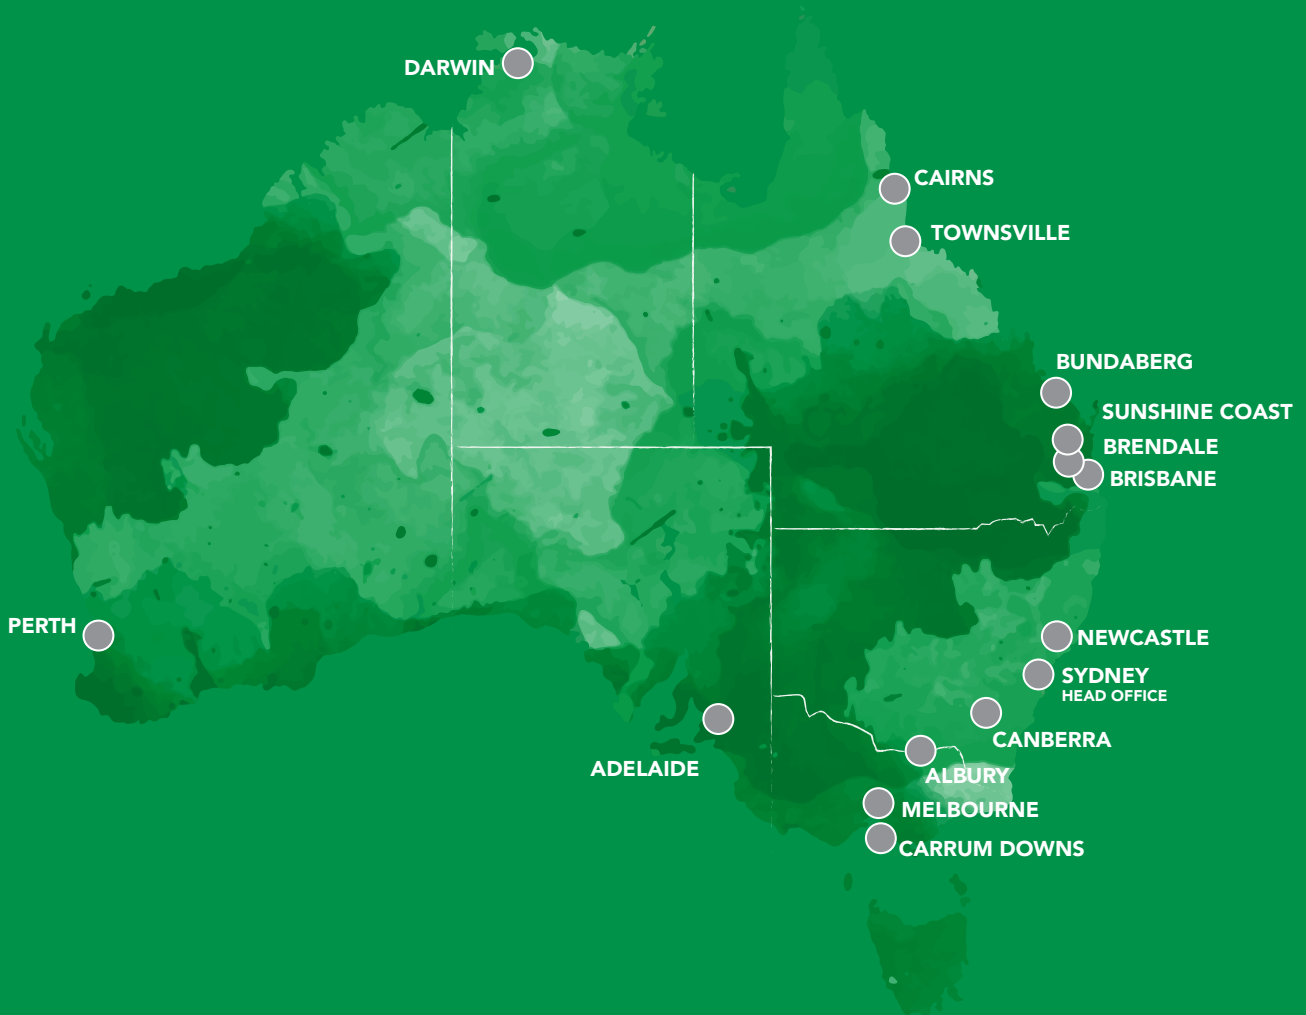 DARWIN
CAIRNS
TOWNSVILLE
BUNDABERG
SUNSHINE COAST
BRENDALE
BRISBANE
PERTH
NEWCASTLE
SYDNEY
HEAD OFFICE
CANBERRA
ADELAIDE
ALBURY
MELBOURNE
CARRUM DOWNS